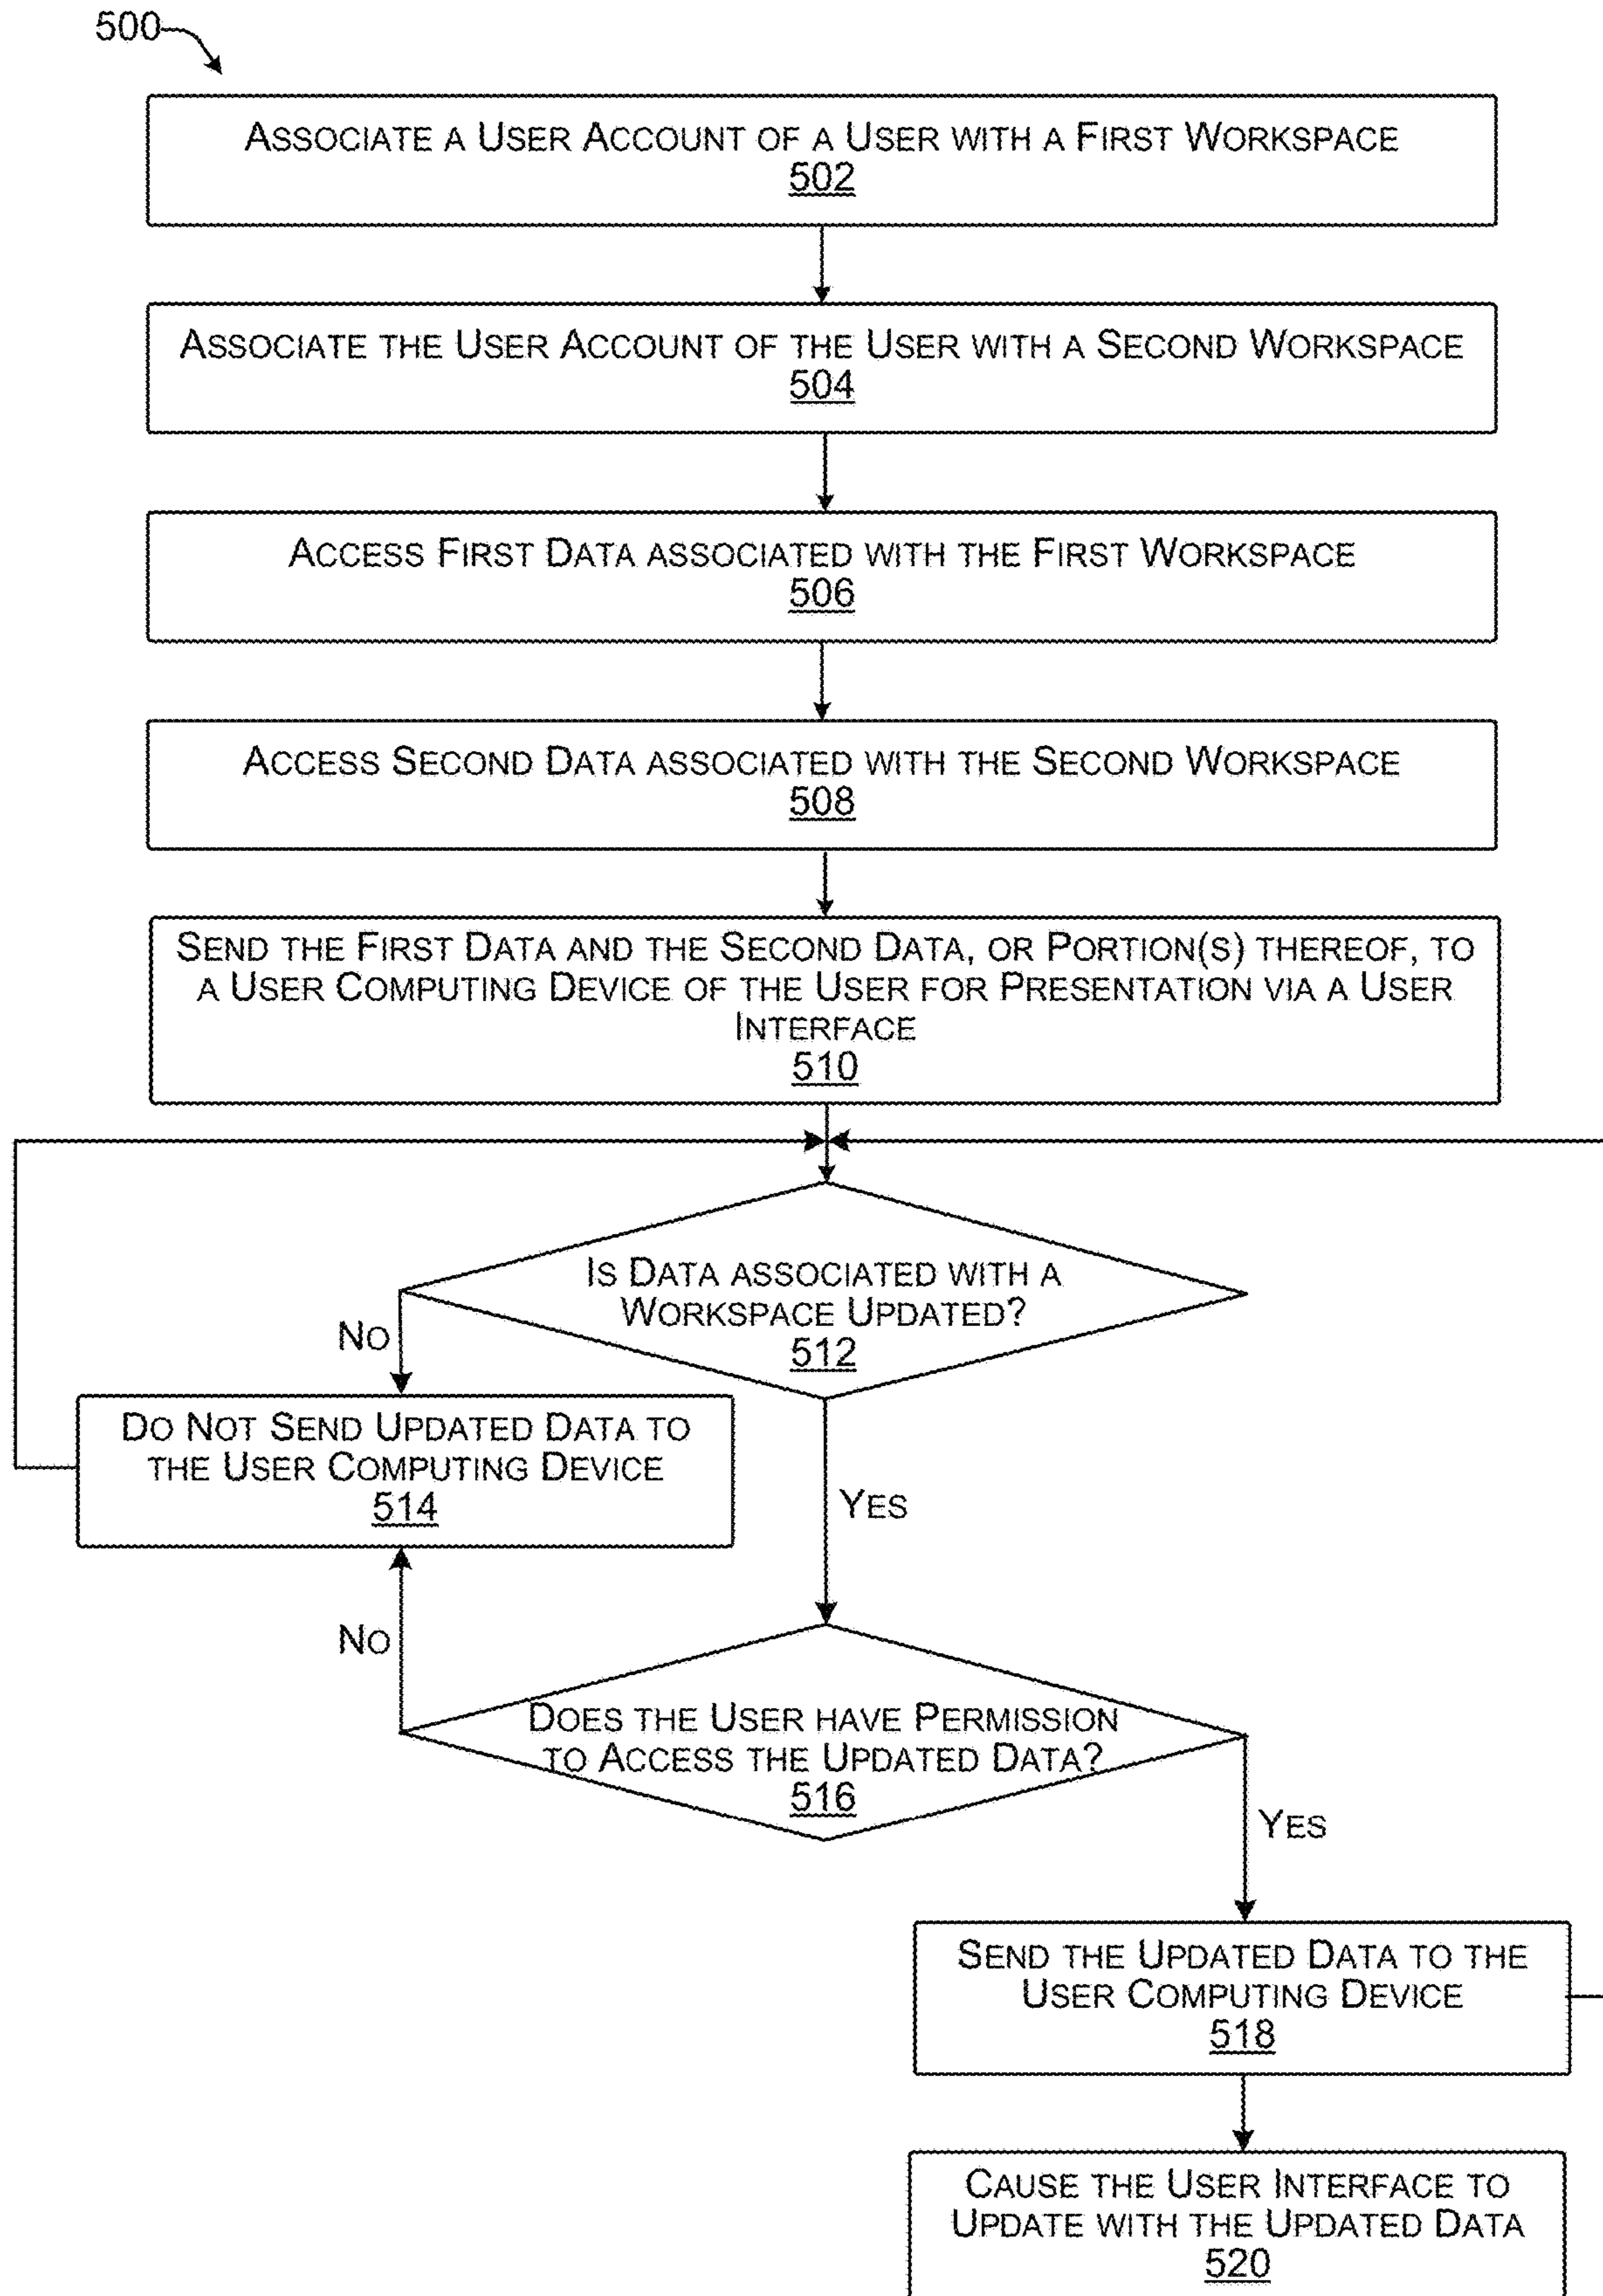 500
Associate a User Account of a User with a First Workspace
502
Associate the User Account of the User with a Second Workspace
504
Access First Data associated with the First Workspace
506
Access Second Data associated with the Second Workspace
508
Send the First Data and the Second Data, or Portion(s) thereof, to
a User Computing Device of the User for Presentation via a User
Interface
510
Is Data associated with a
Workspace Updated?
512
No
Do Not Send Updated Data to
the User Computing Device
514
Yes
No
Does the User have Permission
to Access the Updated Data?
516
Yes
Send the Updated Data to the
User Computing Device
518
Cause the User Interface to
Update with the Updated Data
520